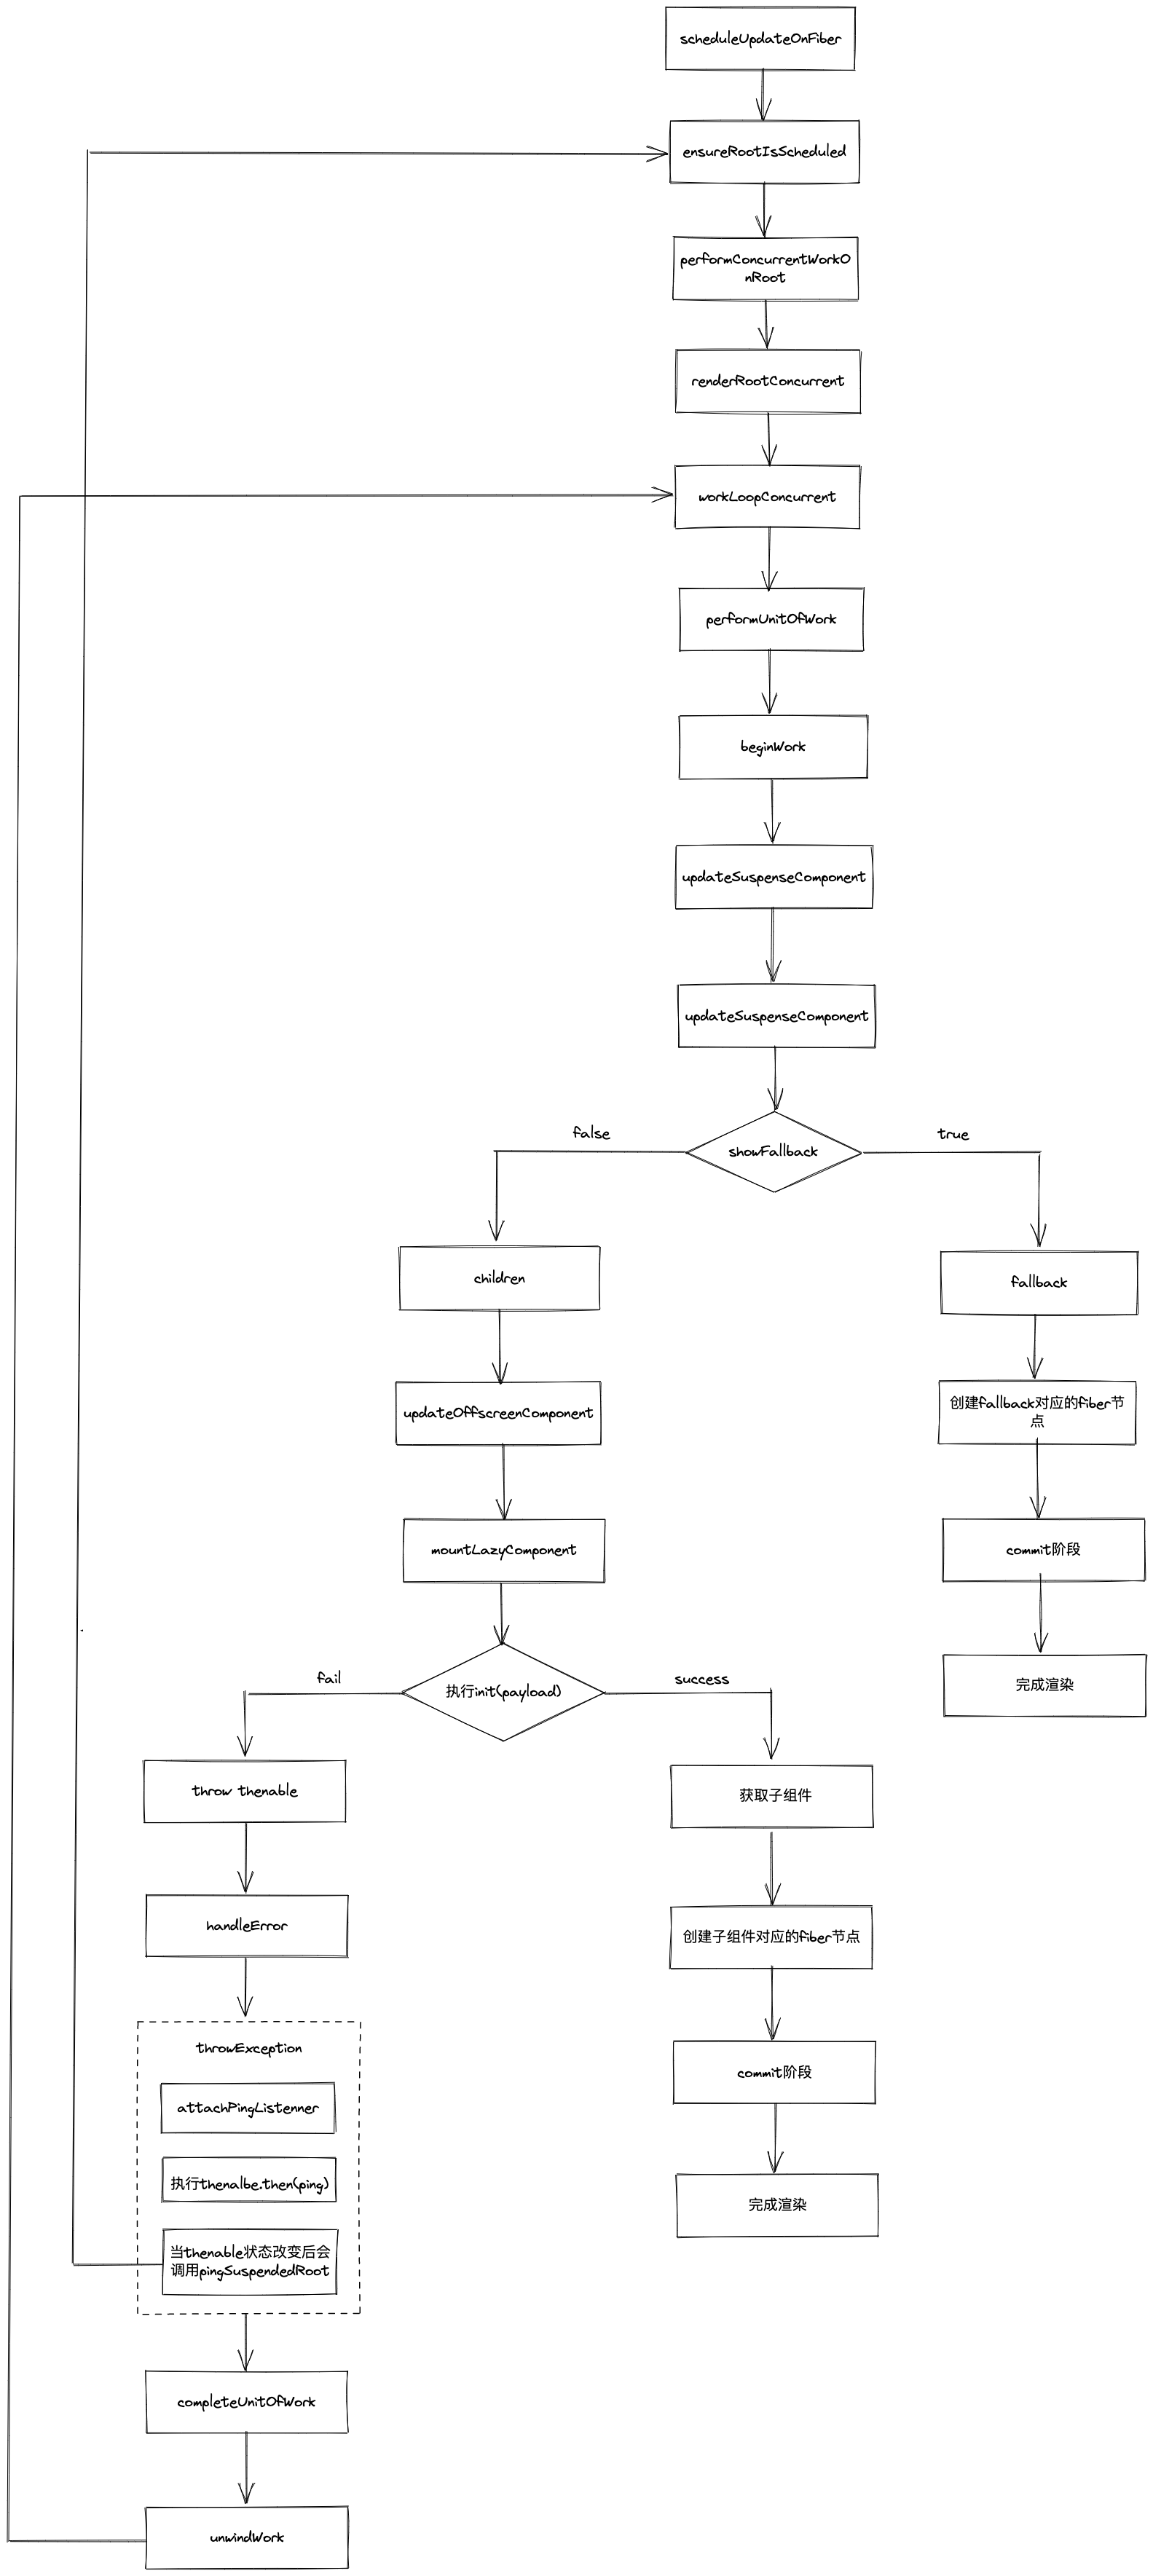 scheduleUpdateOnFiber
ensureRootIsScheduled
performConcurrentWorkO
nRoot
renderRootConcurrent
workLoopConcurrent
performUnitOfWork
beginWork
updateSuspenseComponent
updateSuspenseComponent
false
true
showFallback
children
fallback
updateOffscreenComponent
创建fallback对应的fiber节
点
mountLazyComponent
commit阶段
fail
执行init(payload)
success
完成渲染
throw thenable
获取子组件
handleError
创建子组件对应的fiber节点
throwException
attachPingListenner
commit阶段
执行thenalbe.then(ping)
完成渲染
当thenable状态改变后会
调用pingSuspendedRoot
completeUnitOfWork
unwindWork